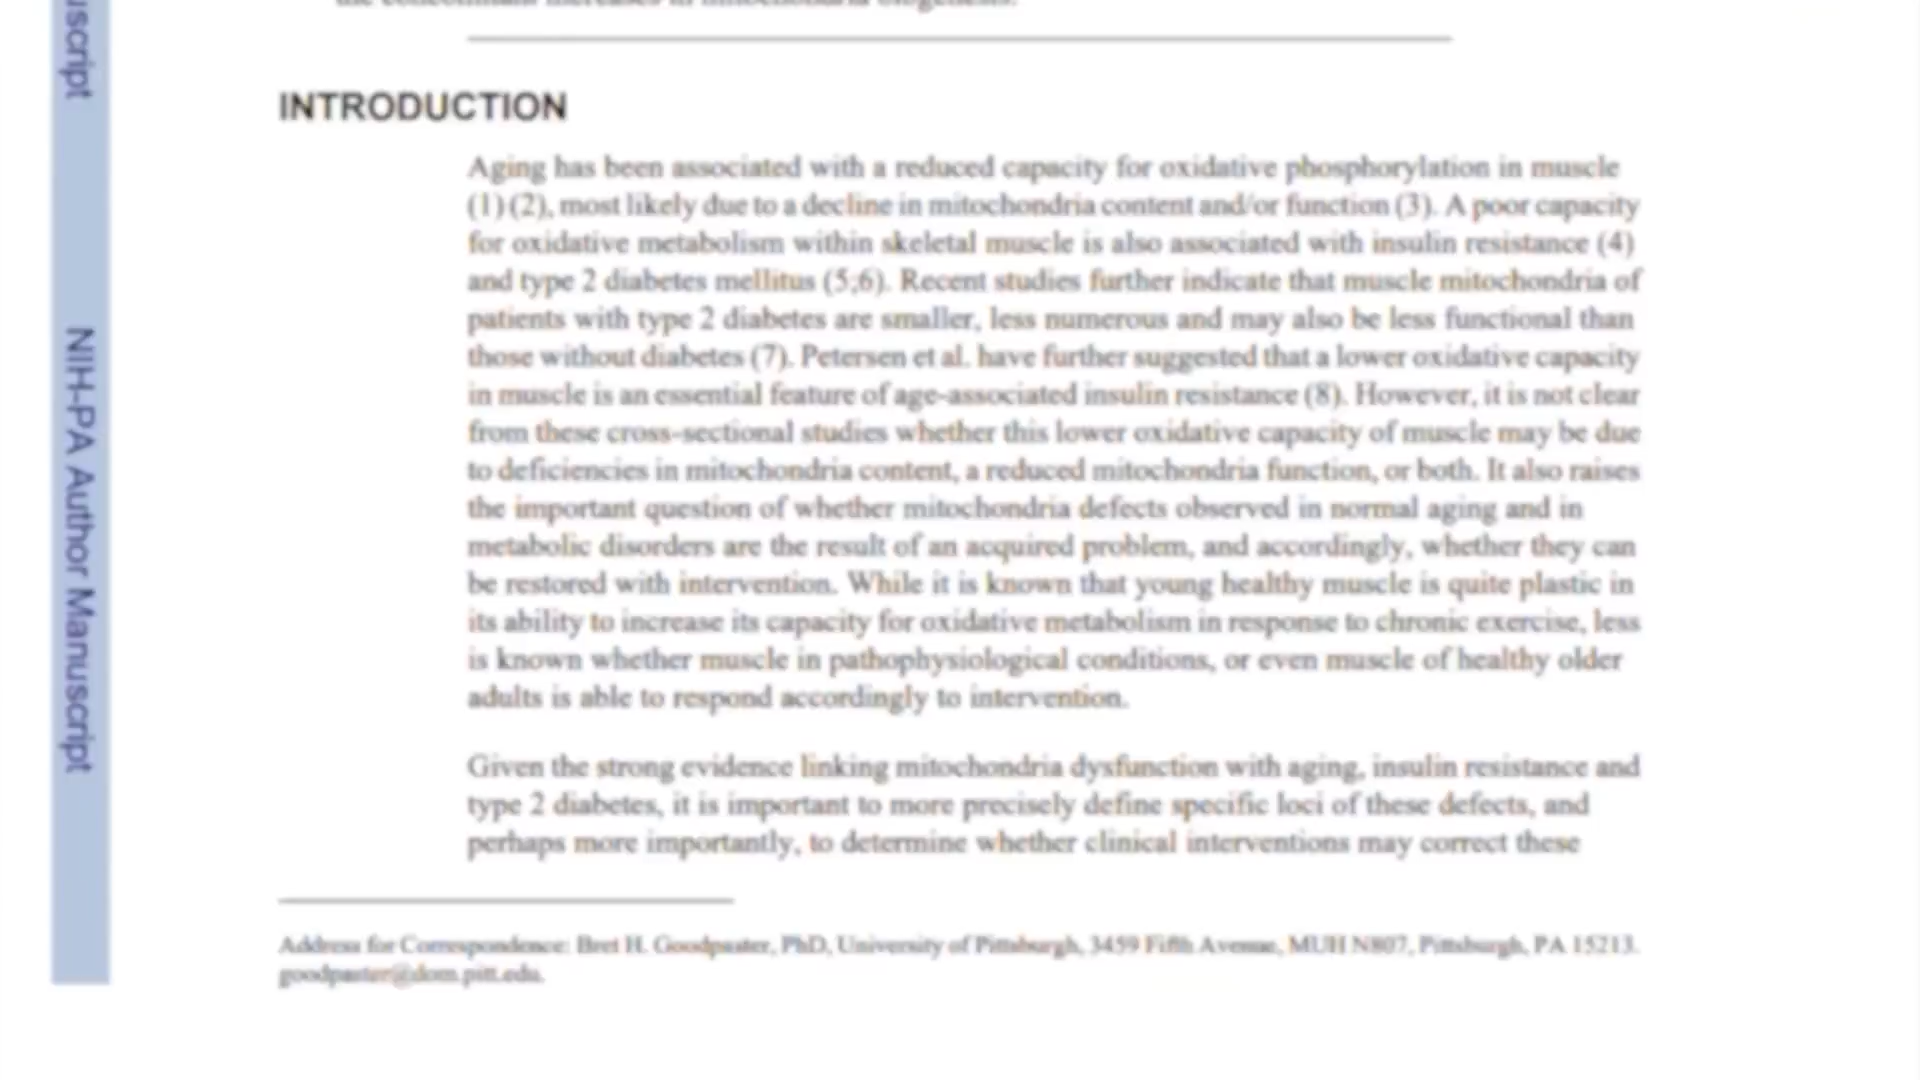 the concomitant increases in mitochondria biogenesis.
INTRODUCTION
Aging has been associated with a reduced capacity for oxidative phosphorylation in muscle
(1)(2), most likely due to a decline in mitochondria content and/or function (3). A poor capacity
for oxidative metabolism within skeletal muscle is also associated with insulin resistance (4)
and type 2 diabetes mellitus (5;6). Recent studies further indicate that muscle mitochondria of
patients with type 2 diabetes are smaller, less numerous and may also be less functional than
those without diabetes (7). Petersen et al. have further suggested that a lower oxidative capacity
in muscle is an essential feature of age-associated insulin resistance (8). However, it is not clear
from these cross-sectional studies whether this lower oxidative capacity of muscle may be due
to deficiencies in mitochondria content, a reduced mitochondria function, or both. It also raises
the important question of whether mitochondria defects observed in normal aging and in
metabolic disorders are the result of an acquired problem, and accordingly, whether they can
be restored with intervention. While it is known that young healthy muscle is quite plastic in
its ability to increase its capacity for oxidative metabolism in response to chronic exercise, less
is known whether muscle in pathophysiological conditions, or even muscle of healthy older
adults is able to respond accordingly to intervention.
Given the strong evidence linking mitochondria dysfunction with aging, insulin resistance and
type 2 diabetes, it is important to more precisely define specific loci of these defects, and
perhaps more importantly, to determine whether clinical interventions may correct these
Address for Correspondence: Bret H. Goodpaster, PhD, University of Pittsburgh, 3459 Fifth Avenue, MUH N807, Pittsburgh, PA 15213.
goodpaster@dom.pitt.edu.
uscript
NIH-PA Author Manuscript